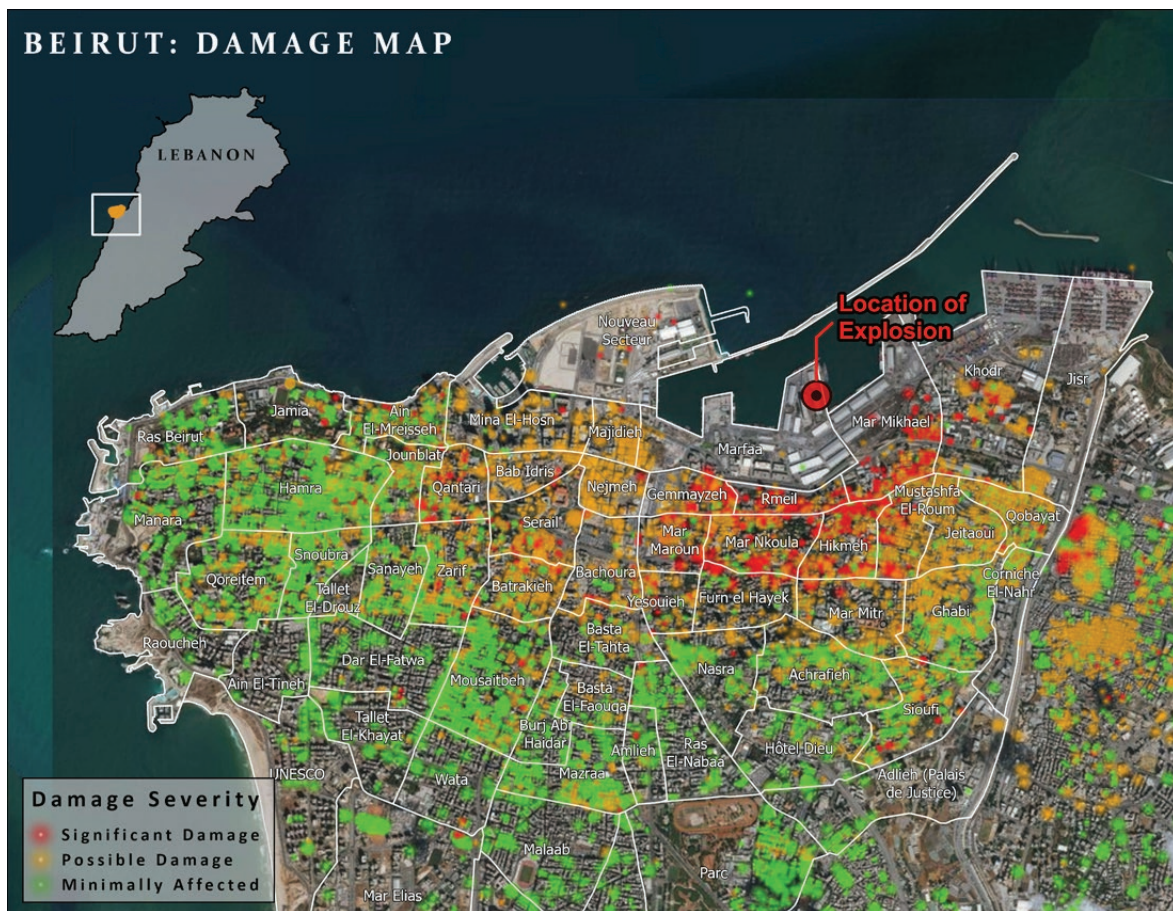 BEIRUT: DAMAGE MAP
LEBANON
Location of
Explosion
Nouveau
Secteur
Khodr
Jisr
Jamia
Ain
El-Mreisseh
Mina El-Hosn
Majidieh
Mar Mikhael
Ras Beirut
Marfaa
Jounblat
Bab Idris
Hamra
Qantari
Nejmeh
Gemmayzeh
Rmeil
Mustashfa
El-Roum
Manara
Serail
Qobayat
Jeitaoui
Mar
Maroun
Mar Nkoula
Hikmeh
Snoubra
Sanayeh
Zarif
Bachoura
Qoreitem
Tallet
El-Drouz
Batrakieh
Yesouieh
Furn el Hayek
Mar Mitr
Ghabi
Corniche
El-Nahr
Raoucheh
Basta
El-Tahta
Dar El-Fatwa
Nasra
Achrafieh
Ain El-Tineh
Mousaitbeh
Basta
El-Faouqa
Sioufi
Tallet
El-Khayat
Burj Abi
Haidar
Amlieh
Ras
El-Nabaa
Hôtel Dieu
UNESCO
Wata
Mazraa
Adlieh (Palais
de Justice)
Malaab
Parc
Mar Elias
Damage Severity
Significant Damage
Possible Damage
Minimally Affected